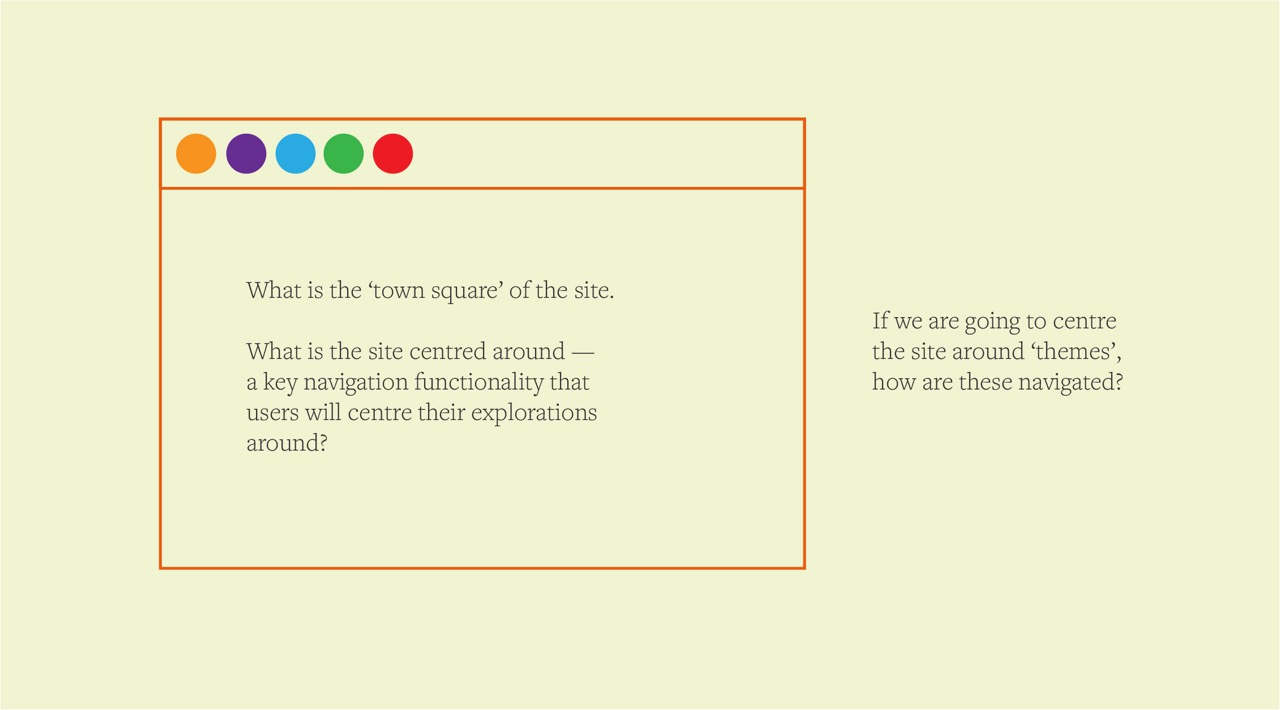 What is the ‘town square’ of the site.
What is the site centred around —
a key navigation functionality that
users will centre their explorations
around?
If we are going to centre
the site around ‘themes’,
how are these navigated?